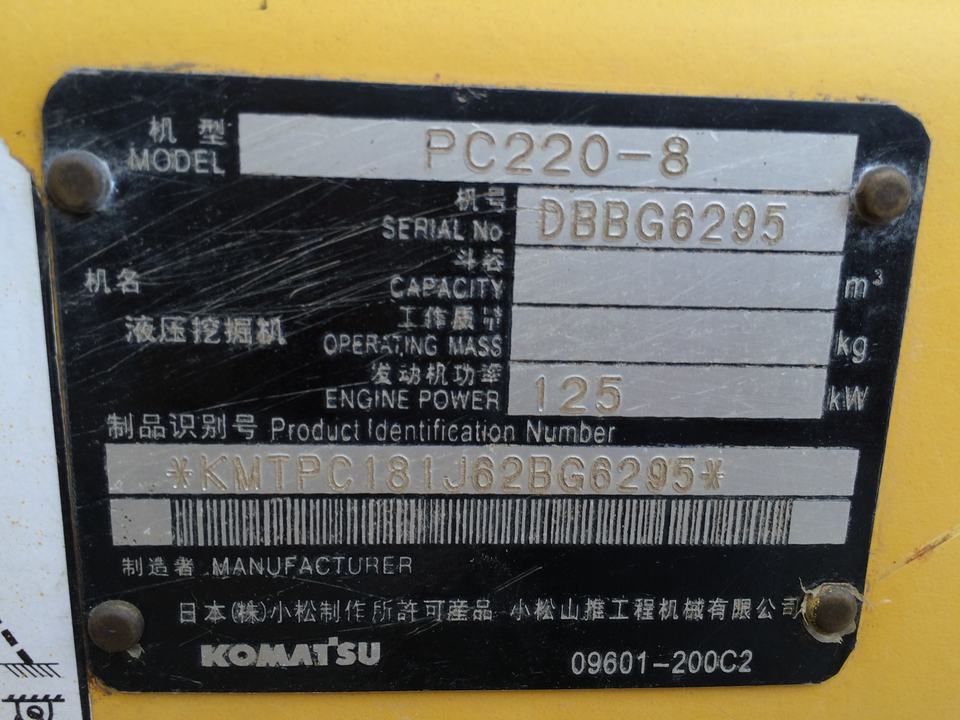 机型
MODEL PC220-8
机号
SERIAL No DBBG6295
斗容
CAPACITY m³
机名
工作质量
液压挖掘机
OPERATING MASS kg
发动机功率
ENGINE POWER 125 kW
制品识别号 Product Identification Number
*KMTPC181J62BG6295*
制造者 MANUFACTURER
日本(株)小松制作所許可産品 小松山推工程机械有限公司
KOMATSU
09601-200C2